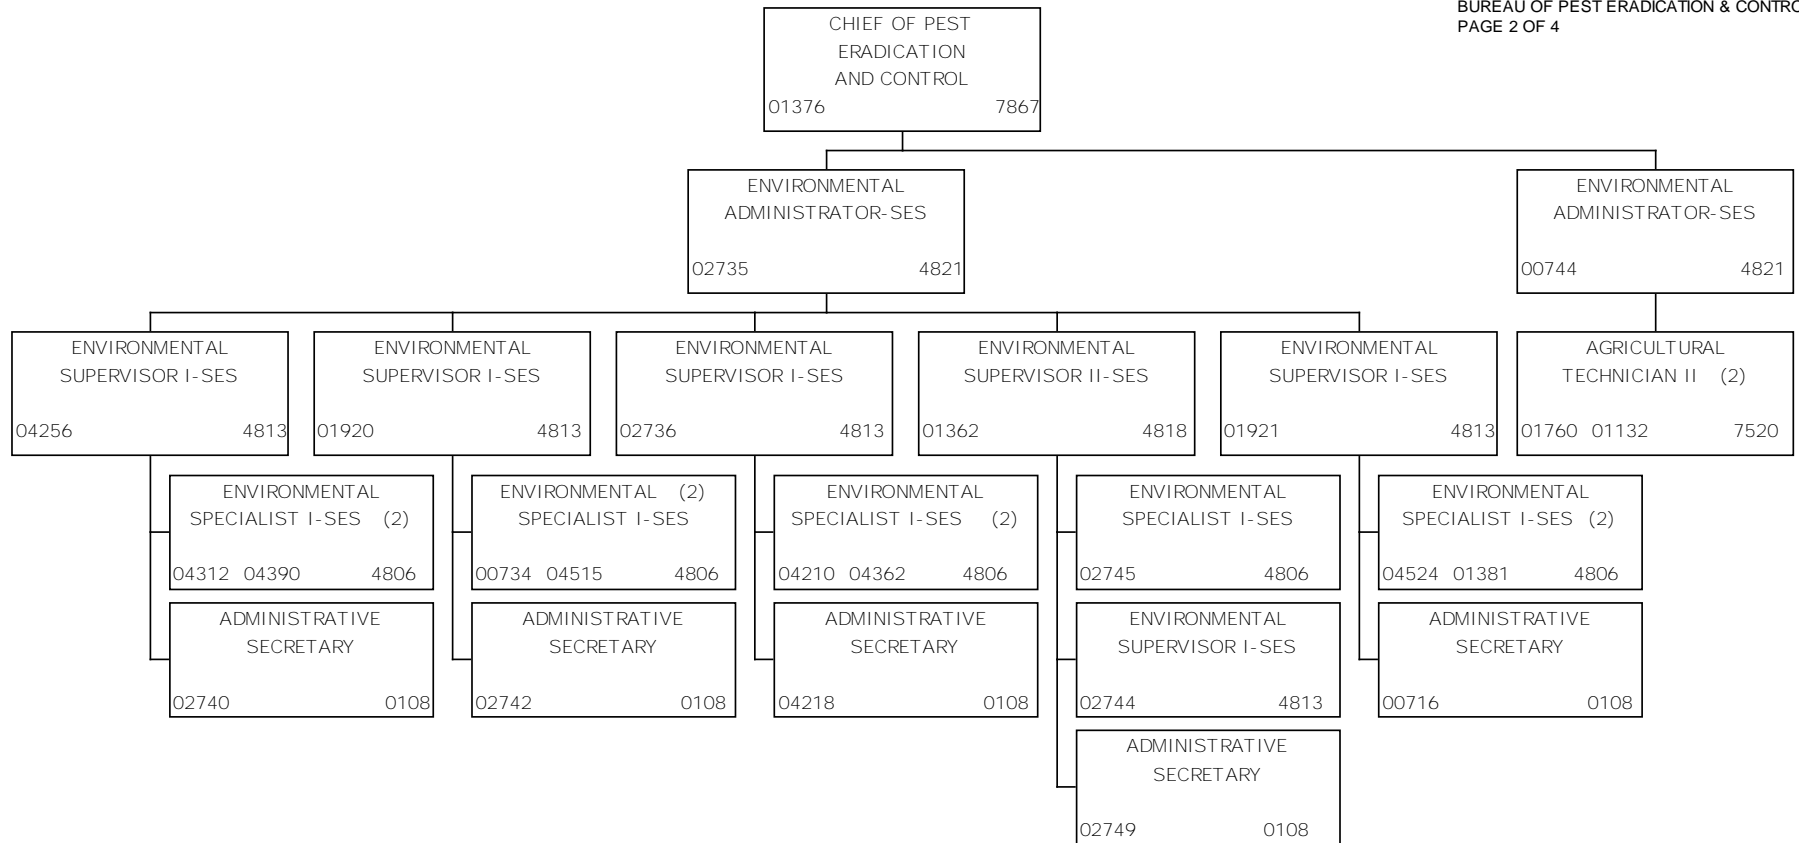 BUREAU OF PEST ERADICATION & CONTRO
PAGE 2 OF 4
CHIEF OF PEST
ERADICATION
AND CONTROL
01376 7867
ENVIRONMENTAL
ADMINISTRATOR-SES
02735 4821
ENVIRONMENTAL
ADMINISTRATOR-SES
00744 4821
ENVIRONMENTAL
SUPERVISOR I-SES
04256 4813
ENVIRONMENTAL
SUPERVISOR I-SES
01920 4813
ENVIRONMENTAL
SUPERVISOR I-SES
02736 4813
ENVIRONMENTAL
SUPERVISOR II-SES
01362 4818
ENVIRONMENTAL
SUPERVISOR I-SES
01921 4813
AGRICULTURAL
TECHNICIAN II (2)
01760 01132 7520
ENVIRONMENTAL
SPECIALIST I-SES (2)
04312 04390 4806
ENVIRONMENTAL (2)
SPECIALIST I-SES
00734 04515 4806
ENVIRONMENTAL
SPECIALIST I-SES (2)
04210 04362 4806
ENVIRONMENTAL
SPECIALIST I-SES
02745 4806
ENVIRONMENTAL
SPECIALIST I-SES (2)
04524 01381 4806
ADMINISTRATIVE
SECRETARY
02740 0108
ADMINISTRATIVE
SECRETARY
02742 0108
ADMINISTRATIVE
SECRETARY
04218 0108
ENVIRONMENTAL
SUPERVISOR I-SES
02744 4813
ADMINISTRATIVE
SECRETARY
00716 0108
ADMINISTRATIVE
SECRETARY
02749 0108